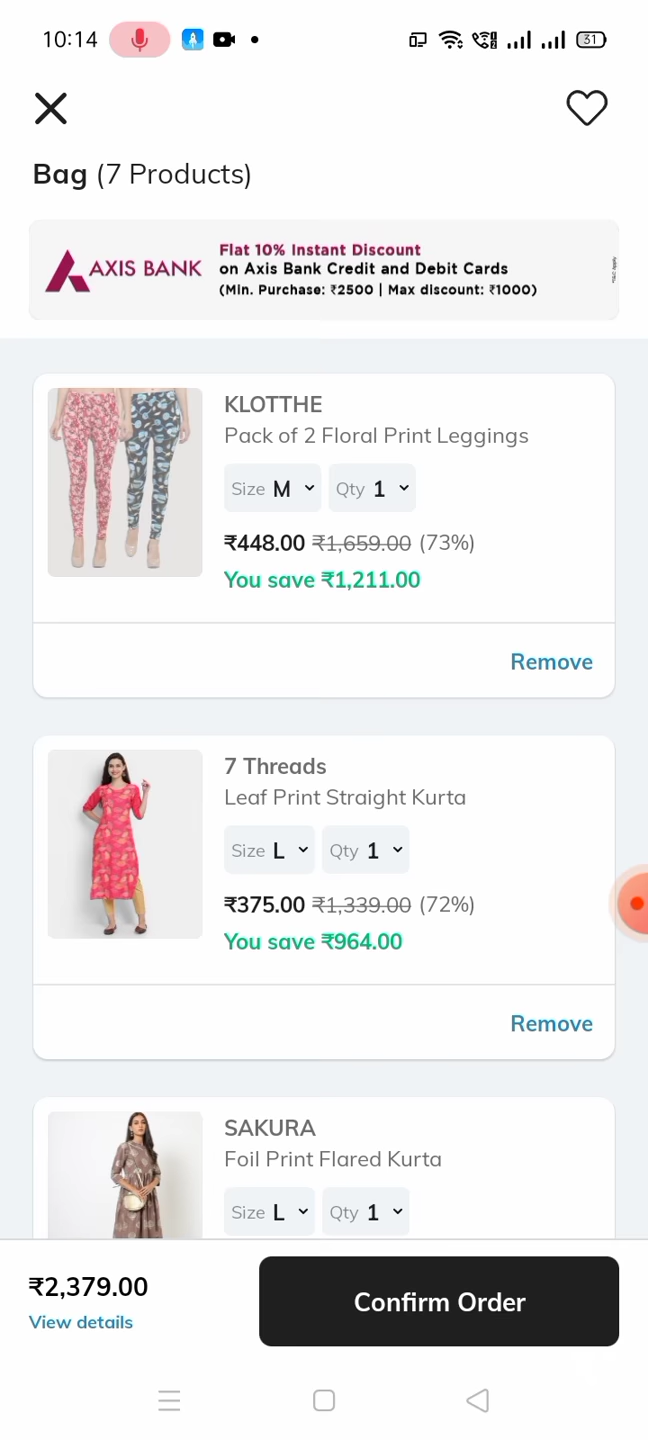 10:14
31
Bag (7 Products)
AXIS BANK
Flat 10% Instant Discount
on Axis Bank Credit and Debit Cards
(Min. Purchase: ₹2500 | Max discount: ₹1000)
KLOTTHE
Pack of 2 Floral Print Leggings
Size M Qty 1
₹448.00 ₹1,659.00 (73%)
You save ₹1,211.00
Remove
7 Threads
Leaf Print Straight Kurta
Size L Qty 1
₹375.00 ₹1,339.00 (72%)
You save ₹964.00
Remove
SAKURA
Foil Print Flared Kurta
Size L Qty 1
₹2,379.00
View details
Confirm Order